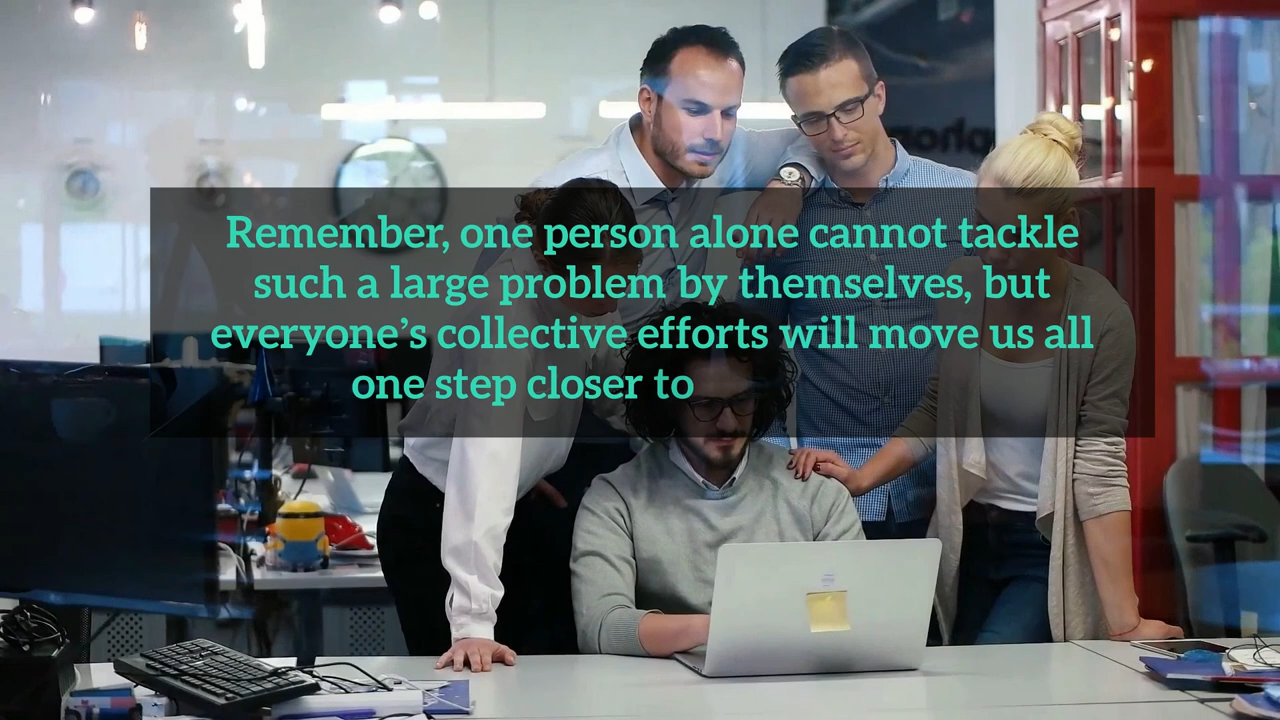 Remember, one person alone cannot tackle
such a large problem by themselves, but
everyone's collective efforts will move us all
one step closer to